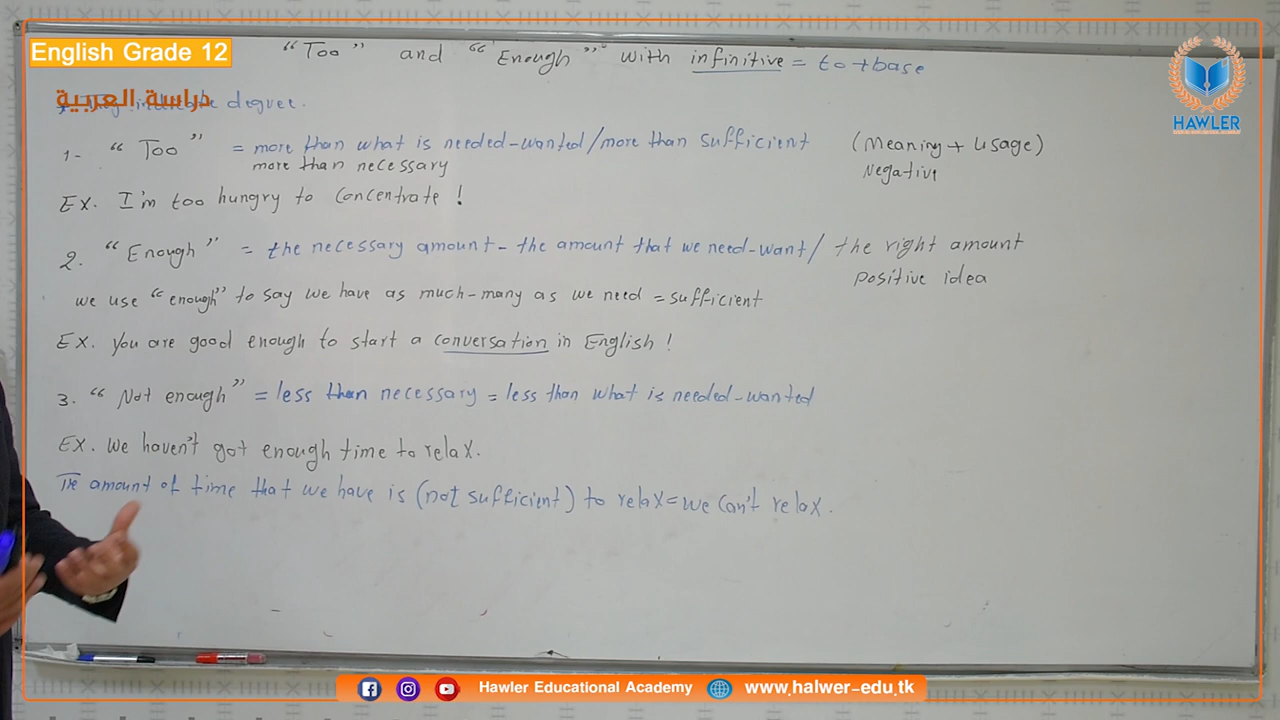 English Grade 12
“Too” and “Enough” with infinitive = to+base
دراسة العربية
indicate degree.
1- “Too” = more than what is needed-wanted/more than sufficient (Meaning + Usage)
more than necessary Negative
EX. I'm too hungry to concentrate!
2. “Enough” = the necessary amount - the amount that we need-want/ the right amount
positive idea
we use “enough” to say we have as much-many as we need = sufficient
EX. you are good enough to start a conversation in English!
3. “Not enough” = less than necessary = less than what is needed-wanted
EX. we haven't got enough time to relax.
The amount of time that we have is (not sufficient) to relax = we can't relax.
HAWLER
Hawler Educational Academy www.halwer-edu.tk